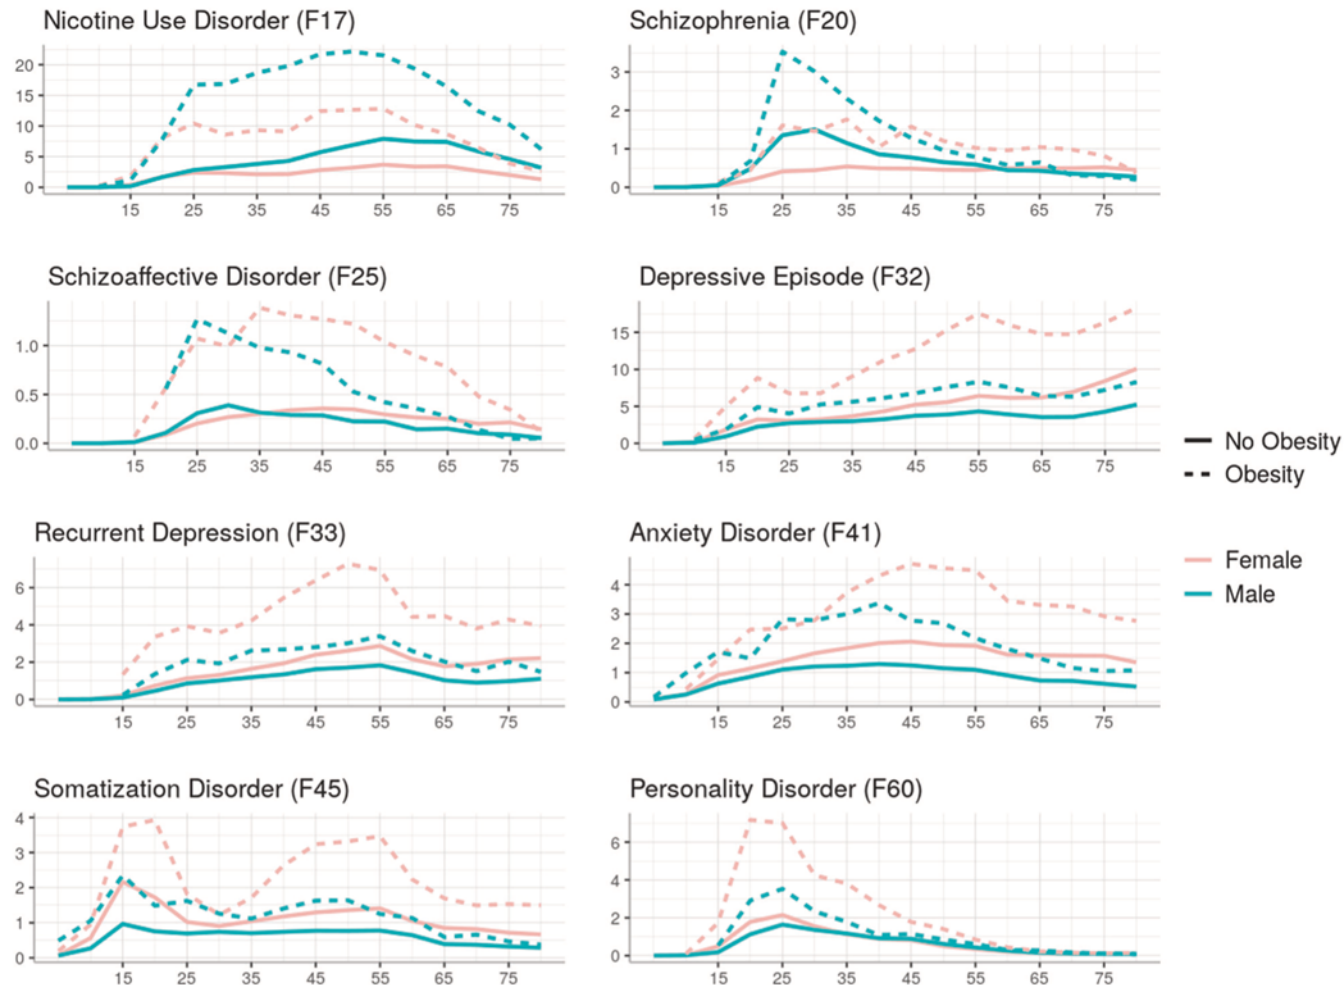 Nicotine Use Disorder (F17)
20
15
10
5
0
15 25 35 45 55 65 75
Schizophrenia (F20)
3
2
1
0
15 25 35 45 55 65 75
Schizoaffective Disorder (F25)
1.0
0.5
0.0
15 25 35 45 55 65 75
Depressive Episode (F32)
15
10
5
0
15 25 35 45 55 65 75
Recurrent Depression (F33)
6
4
2
0
15 25 35 45 55 65 75
Anxiety Disorder (F41)
4
3
2
1
0
15 25 35 45 55 65 75
Somatization Disorder (F45)
4
3
2
1
0
15 25 35 45 55 65 75
Personality Disorder (F60)
6
4
2
0
15 25 35 45 55 65 75
No Obesity
Obesity
Female
Male